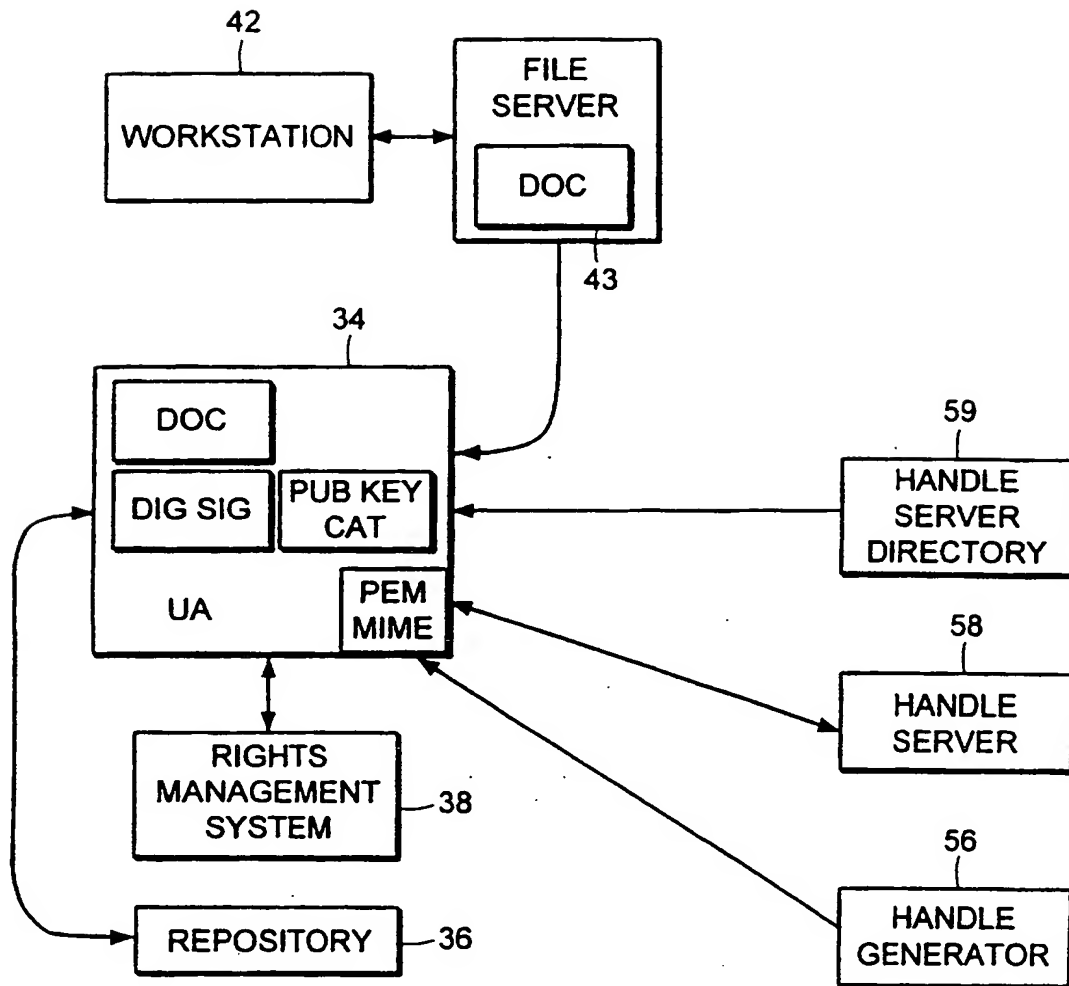 42
WORKSTATION
FILE
SERVER
DOC
43
34
DOC
DIG SIG
PUB KEY
CAT
UA
PEM
MIME
59
HANDLE
SERVER
DIRECTORY
58
HANDLE
SERVER
RIGHTS
MANAGEMENT
SYSTEM
38
56
HANDLE
GENERATOR
REPOSITORY
36